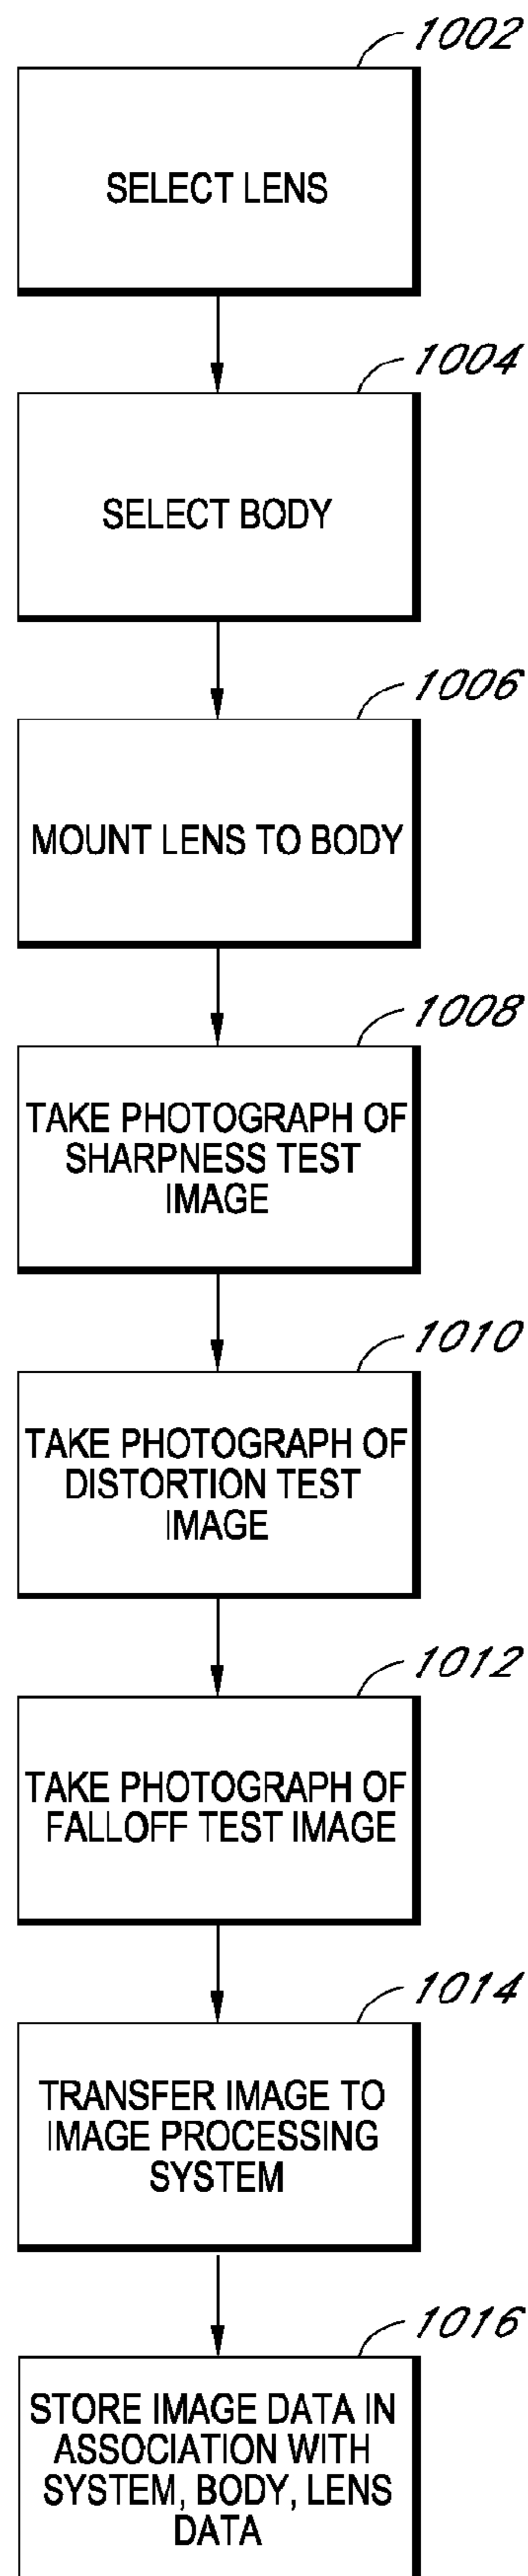 1002
SELECT LENS
1004
SELECT BODY
1006
MOUNT LENS TO BODY
1008
TAKE PHOTOGRAPH OF
SHARPNESS TEST
IMAGE
1010
TAKE PHOTOGRAPH OF
DISTORTION TEST
IMAGE
1012
TAKE PHOTOGRAPH OF
FALLOFF TEST IMAGE
1014
TRANSFER IMAGE TO
IMAGE PROCESSING
SYSTEM
1016
STORE IMAGE DATA IN
ASSOCIATION WITH
SYSTEM, BODY, LENS
DATA